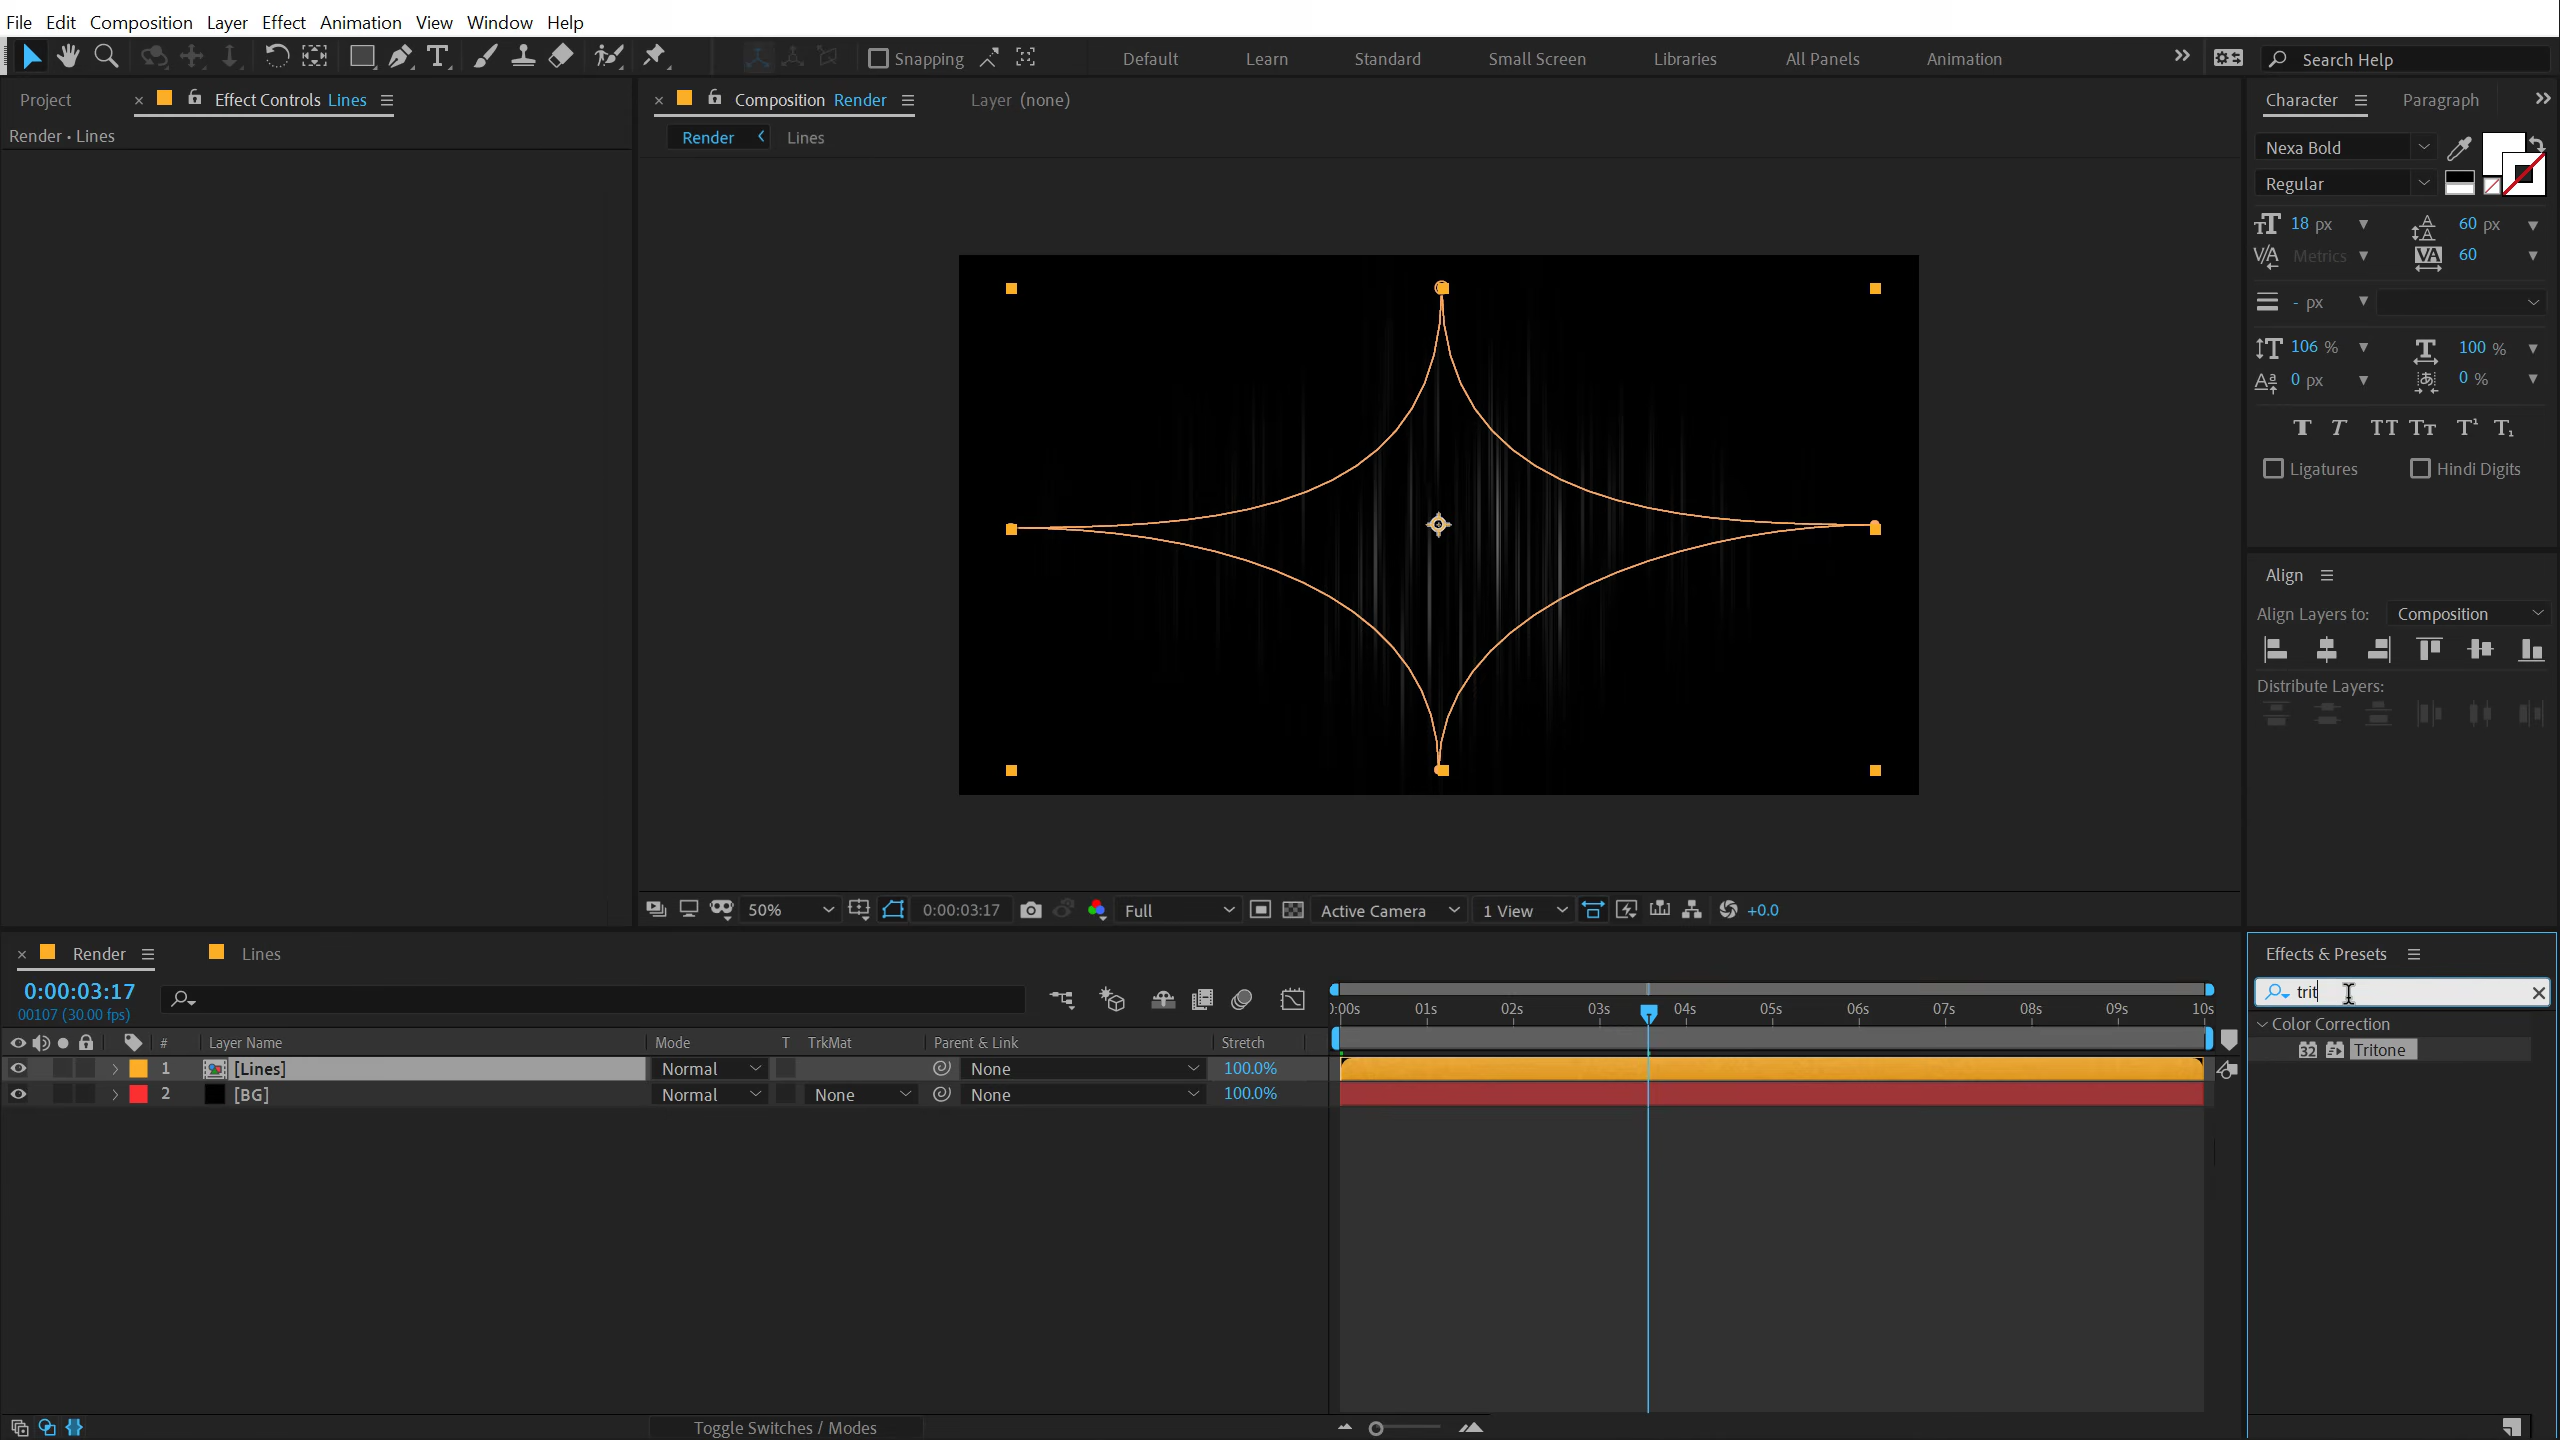 File Edit Composition Layer Effect Animation View Window Help
Snapping
Default Learn Standard Small Screen Libraries All Panels Animation
Search Help
Project
Effect Controls Lines
Composition Render
Layer (none)
Character Paragraph
Render • Lines
Render Lines
Nexa Bold
Regular
18 px 60 px
Metrics 60
- px
106 % 100 %
0 px 0 %
Ligatures Hindi Digits
Align
Align Layers to: Composition
Distribute Layers:
50% 0:00:03:17 Full Active Camera 1 View +0.0
Render Lines
Effects & Presets
0:00:03:17
00107 (30.00 fps)
trit
):00s 01s 02s 03s 04s 05s 06s 07s 08s 09s 10s
Color Correction
32 Tritone
# Layer Name Mode T TrkMat Parent & Link Stretch
1 [Lines] Normal None 100.0%
2 [BG] Normal None None 100.0%
Toggle Switches / Modes